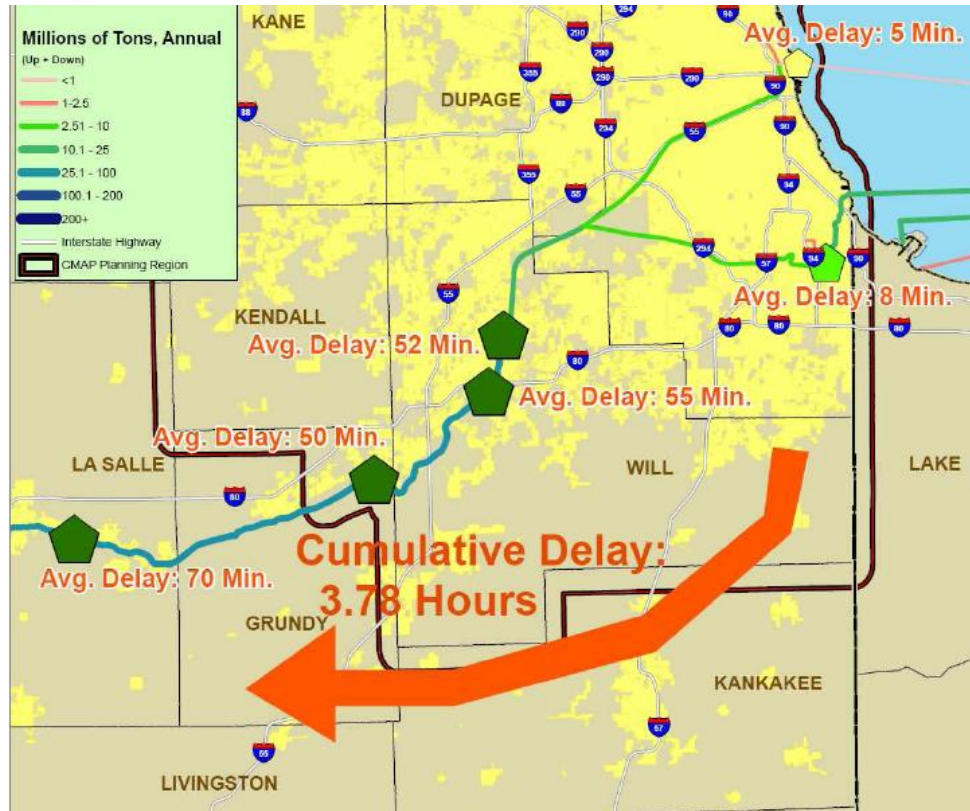 Millions of Tons, Annual
(Up + Down)
<1
1-2.5
2.51 - 10
10.1 - 25
25.1 - 100
100.1 - 200
200+
Interstate Highway
CMAP Planning Region
KANE
290
90
Avg. Delay: 5 Min.
290
290
355
290
290
90
DUPAGE
88
88
294
55
90
355
55
94
294
57
94
90
55
Avg. Delay: 8 Min.
KENDALL
80
80
80
Avg. Delay: 52 Min.
80
Avg. Delay: 55 Min.
Avg. Delay: 50 Min.
LA SALLE
WILL
LAKE
80
Cumulative Delay:
3.78 Hours
Avg. Delay: 70 Min.
GRUNDY
KANKAKEE
57
55
LIVINGSTON